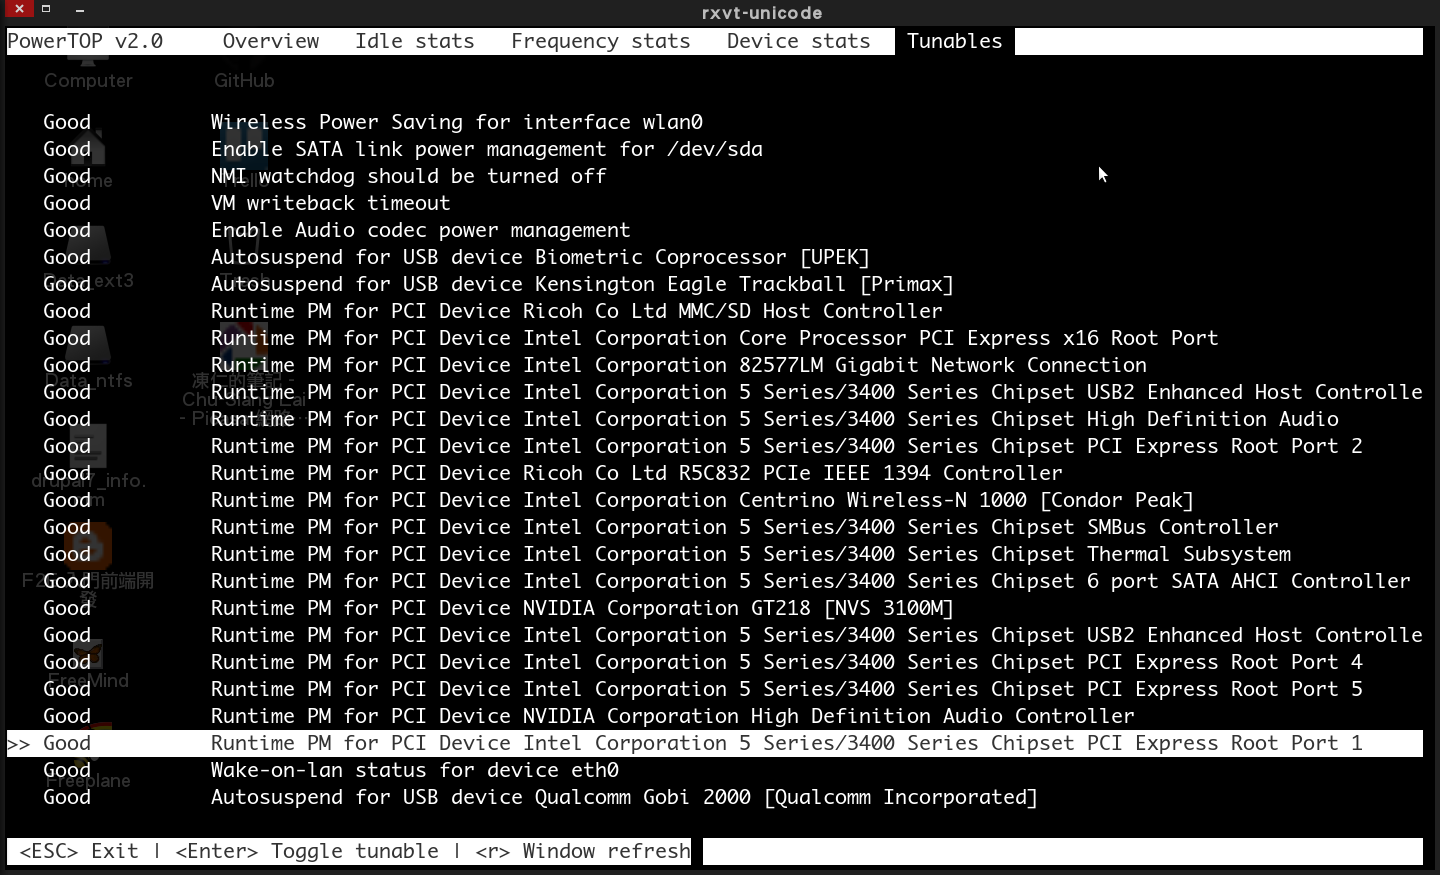 rxvt-unicode
PowerTOP v2.0 Overview Idle stats Frequency stats Device stats Tunables
Computer GitHub
Good Wireless Power Saving for interface wlan0
Good Enable SATA link power management for /dev/sda
Good NMI watchdog should be turned off
Home
Good VM writeback timeout
Good Enable Audio codec power management
Good Autosuspend for USB device Biometric Coprocessor [UPEK]
Data_ext3 Trash
Good Autosuspend for USB device Kensington Eagle Trackball [Primax]
Good Runtime PM for PCI Device Ricoh Co Ltd MMC/SD Host Controller
Good Runtime PM for PCI Device Intel Corporation Core Processor PCI Express x16 Root Port
Good Runtime PM for PCI Device Intel Corporation 82577LM Gigabit Network Connection
Data_ntfs 凍仁的筆記 -
Good Runtime PM for PCI Device Intel Corporation 5 Series/3400 Series Chipset USB2 Enhanced Host Controlle
Chu-Siang Lai
Good Runtime PM for PCI Device Intel Corporation 5 Series/3400 Series Chipset High Definition Audio
Good Runtime PM for PCI Device Intel Corporation 5 Series/3400 Series Chipset PCI Express Root Port 2
Good Runtime PM for PCI Device Ricoh Co Ltd R5C832 PCIe IEEE 1394 Controller
Good Runtime PM for PCI Device Intel Corporation Centrino Wireless-N 1000 [Condor Peak]
Good Runtime PM for PCI Device Intel Corporation 5 Series/3400 Series Chipset SMBus Controller
Good Runtime PM for PCI Device Intel Corporation 5 Series/3400 Series Chipset Thermal Subsystem
Good Runtime PM for PCI Device Intel Corporation 5 Series/3400 Series Chipset 6 port SATA AHCI Controller
Good Runtime PM for PCI Device NVIDIA Corporation GT218 [NVS 3100M]
Good Runtime PM for PCI Device Intel Corporation 5 Series/3400 Series Chipset USB2 Enhanced Host Controlle
Good Runtime PM for PCI Device Intel Corporation 5 Series/3400 Series Chipset PCI Express Root Port 4
FreeMind
Good Runtime PM for PCI Device Intel Corporation 5 Series/3400 Series Chipset PCI Express Root Port 5
Good Runtime PM for PCI Device NVIDIA Corporation High Definition Audio Controller
>> Good Runtime PM for PCI Device Intel Corporation 5 Series/3400 Series Chipset PCI Express Root Port 1
Good Wake-on-lan status for device eth0
Freeplane
Good Autosuspend for USB device Qualcomm Gobi 2000 [Qualcomm Incorporated]
<ESC> Exit | <Enter> Toggle tunable | <r> Window refresh